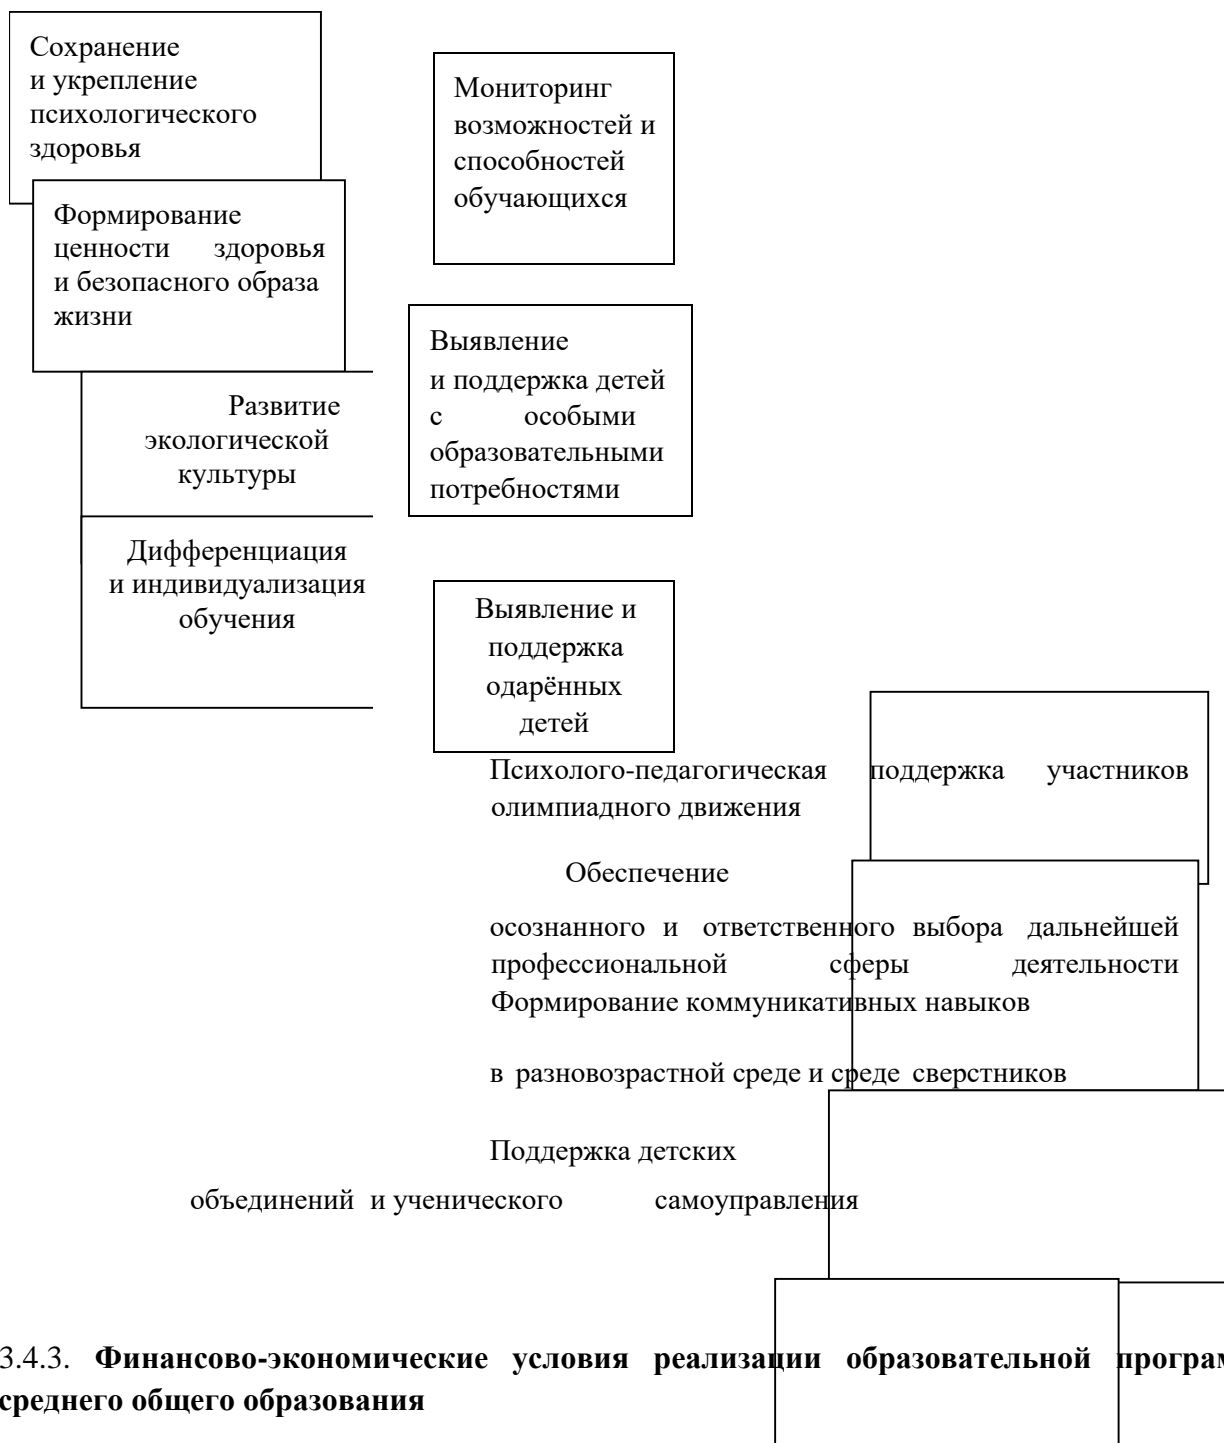 Сохранение
и укрепление
психологического
здоровья
Формирование
ценности здоровья
и безопасного образа
жизни
Развитие
экологической
культуры
Дифференциация
и индивидуализация
обучения
Мониторинг
возможностей и
способностей
обучающихся
Выявление
и поддержка детей
с особыми
образовательными
потребностями
Выявление и
поддержка
одарённых
детей
Психолого-педагогическая поддержка участников
олимпиадного движения
Обеспечение
осознанного и ответственного выбора дальнейшей
профессиональной сферы деятельности
Формирование коммуникативных навыков
в разновозрастной среде и среде сверстников
Поддержка детских
объединений и ученического самоуправления
3.4.3. Финансово-экономические условия реализации образовательной програм
среднего общего образования